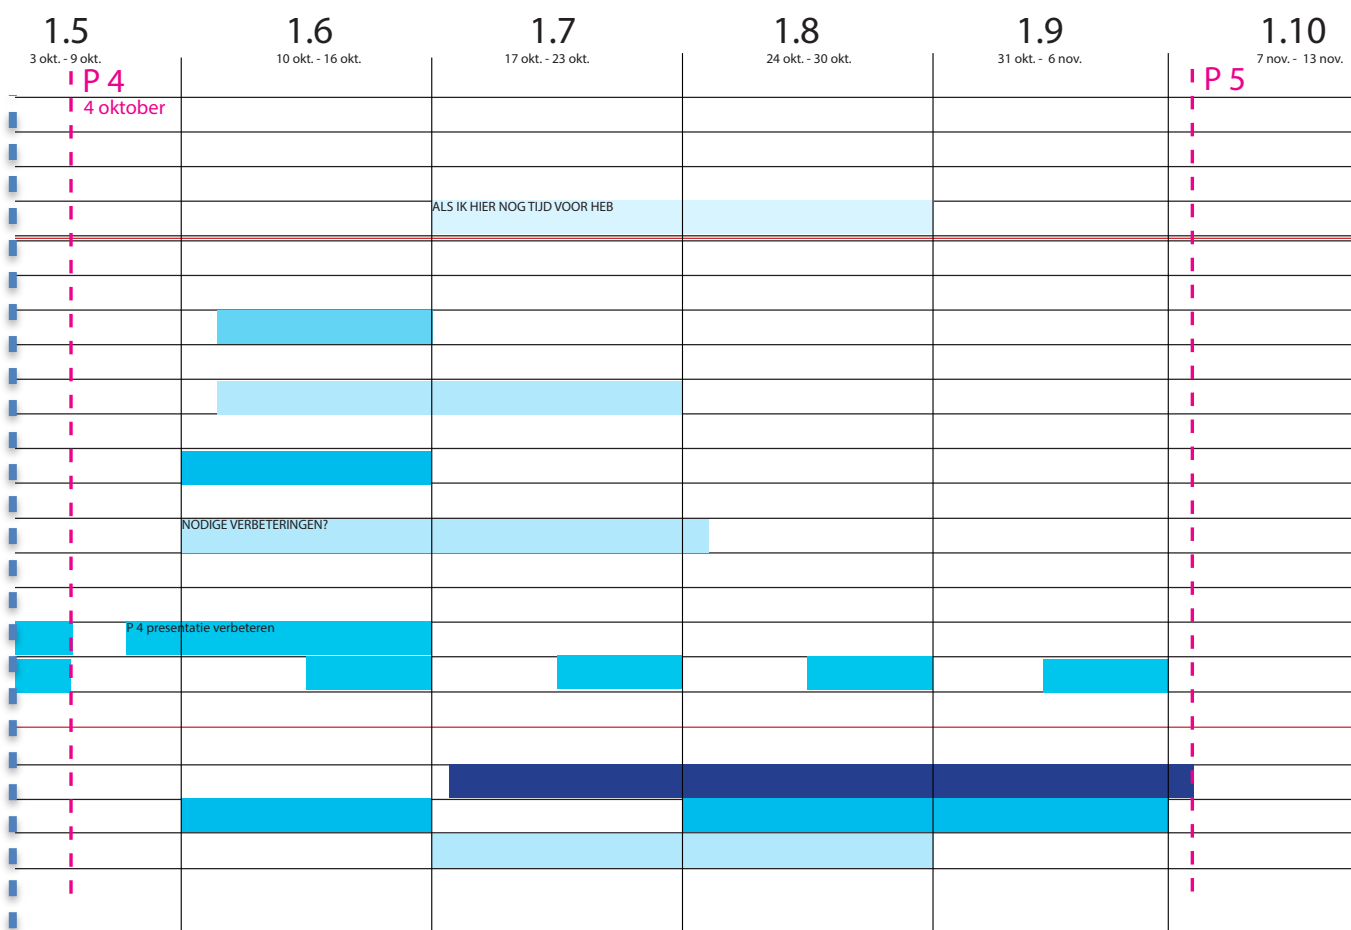 1.5 1.6 1.7 1.8 1.9 1.10
3 okt. - 9 okt. 10 okt. - 16 okt. 17 okt. - 23 okt. 24 okt. - 30 okt. 31 okt. - 6 nov. 7 nov. - 13 nov.
P 4 P 5
4 oktober
ALS IK HIER NOG TIJD VOOR HEB
NODIGE VERBETERINGEN?
P 4 presentatie verbeteren